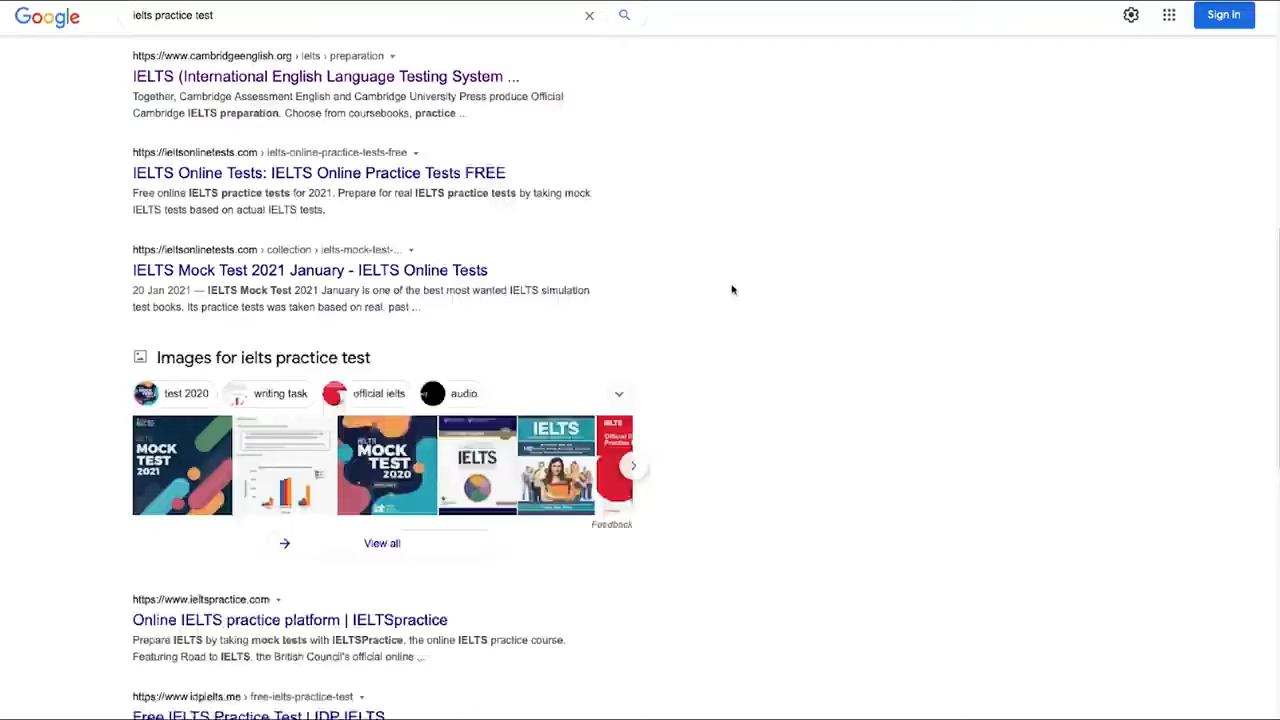 Google
ielts practice test
Sign in
https://www.cambridgeenglish.org › ielts › preparation
IELTS (International English Language Testing System ...
Together, Cambridge Assessment English and Cambridge University Press produce Official
Cambridge IELTS preparation. Choose from coursebooks, practice ...
https://ieltsonlinetests.com › ielts-online-practice-tests-free
IELTS Online Tests: IELTS Online Practice Tests FREE
Free online IELTS practice tests for 2021. Prepare for real IELTS practice tests by taking mock
IELTS tests based on actual IELTS tests.
https://ieltsonlinetests.com › collection › ielts-mock-test-...
IELTS Mock Test 2021 January - IELTS Online Tests
20 Jan 2021 — IELTS Mock Test 2021 January is one of the best most wanted IELTS simulation
test books. Its practice tests was taken based on real, past ...
Images for ielts practice test
test 2020
writing task
official ielts
audio
IELTS
MOCK
TEST
2021
IELTS
MOCK
TEST
2020
IELTS
IELTS
IELTS
Feedback
View all
https://www.ieltspractice.com
Online IELTS practice platform | IELTSpractice
Prepare IELTS by taking mock tests with IELTSPractice, the online IELTS practice course.
Featuring Road to IELTS, the British Council's official online ...
https://www.idpielts.me › free-ielts-practice-test
Free IELTS Practice Test | IDP IELTS